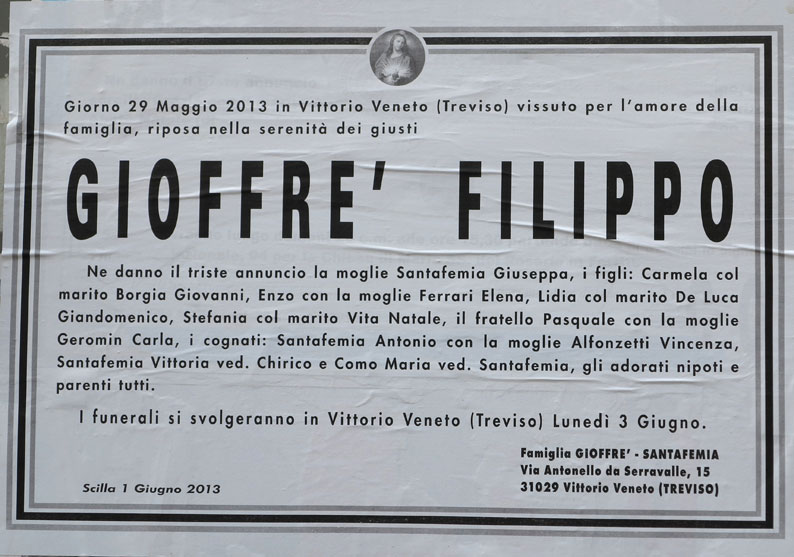 Giorno 29 Maggio 2013 in Vittorio Veneto (Treviso) vissuto per l'amore della
famiglia, riposa nella serenità dei giusti
GIOFFRE' FILIPPO
Ne danno il triste annuncio la moglie Santafemia Giuseppa, i figli: Carmela col
marito Borgia Giovanni, Enzo con la moglie Ferrari Elena, Lidia col marito De Luca
Giandomenico, Stefania col marito Vita Natale, il fratello Pasquale con la moglie
Geromin Carla, i cognati: Santafemia Antonio con la moglie Alfonzetti Vincenza,
Santafemia Vittoria ved. Chirico e Como Maria ved. Santafemia, gli adorati nipoti e
parenti tutti.
I funerali si svolgeranno in Vittorio Veneto (Treviso) Lunedì 3 Giugno.
Famiglia GIOFFRE' - SANTAFEMIA
Via Antonello da Serravalle, 15
31029 Vittorio Veneto (TREVISO)
Scilla 1 Giugno 2013